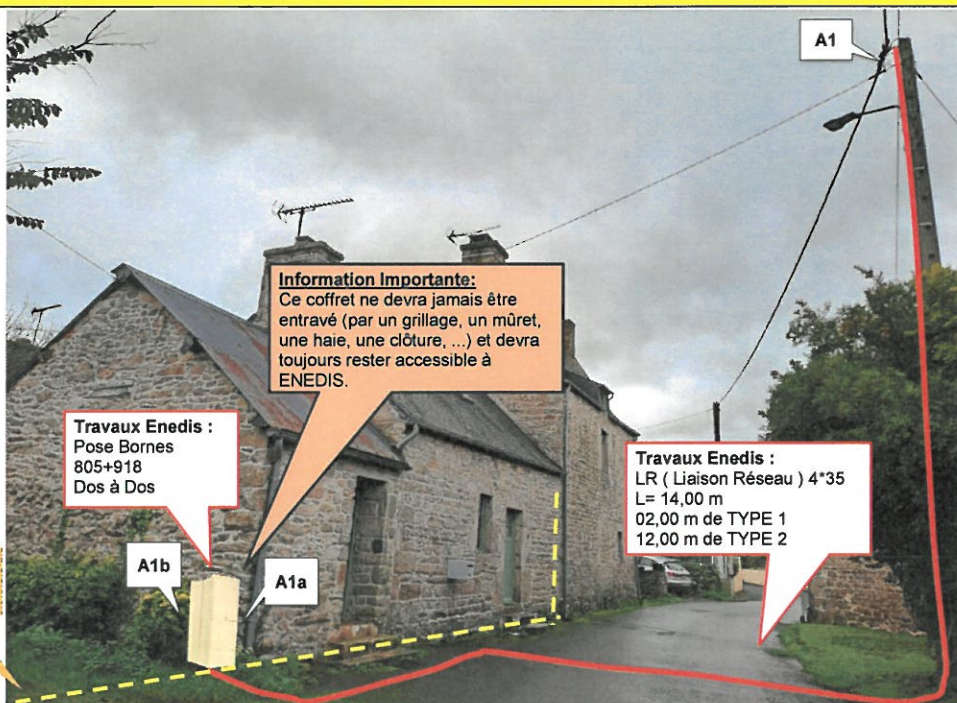 A1
Information Importante:
Ce coffret ne devra jamais être
entravé (par un grillage, un mûret,
une haie, une clôture, ...) et devra
toujours rester accessible à
ENEDIS.
Travaux Enedis :
Pose Bornes
805+918
Dos à Dos
Travaux Enedis :
LR ( Liaison Réseau ) 4*35
L= 14,00 m
02,00 m de TYPE 1
12,00 m de TYPE 2
A1b
A1a